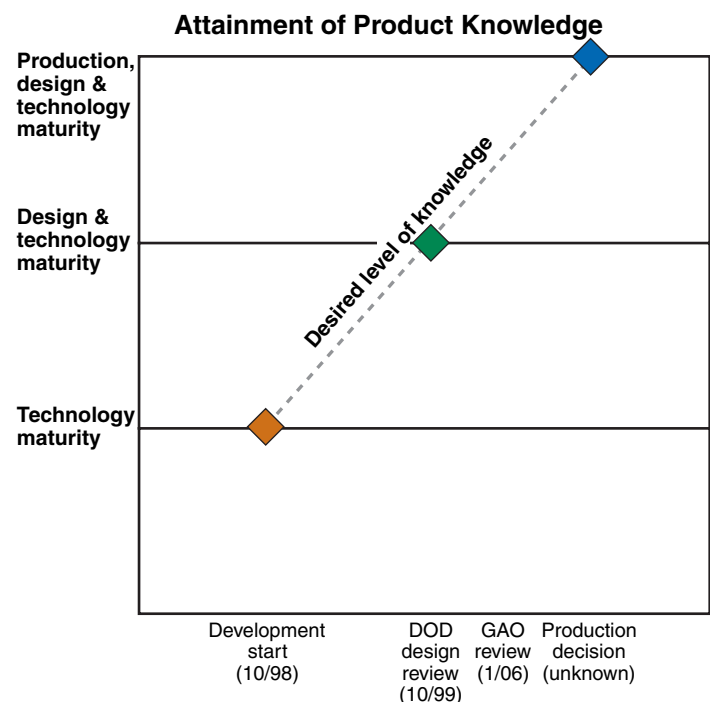 Attainment of Product Knowledge
Production,
design &
technology
maturity
Design &
technology
maturity
Technology
maturity
Desired level of knowledge
Development
start
(10/98)
DOD
design
review
(10/99)
GAO
review
(1/06)
Production
decision
(unknown)